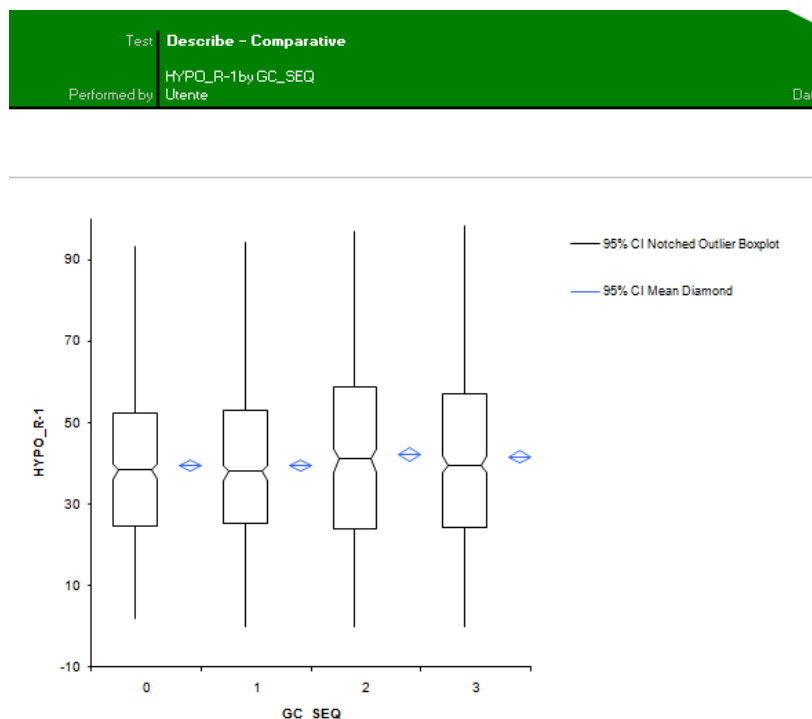 Test Describe - Comparative
HYPO_R-1 by GC_SEQ
Performed by Utente
Dat
95% CI Notched Outlier Boxplot
95% CI Mean Diamond
90
70
50
30
10
-10
HYPO_R-1
0 1 2 3
GC_SEQ